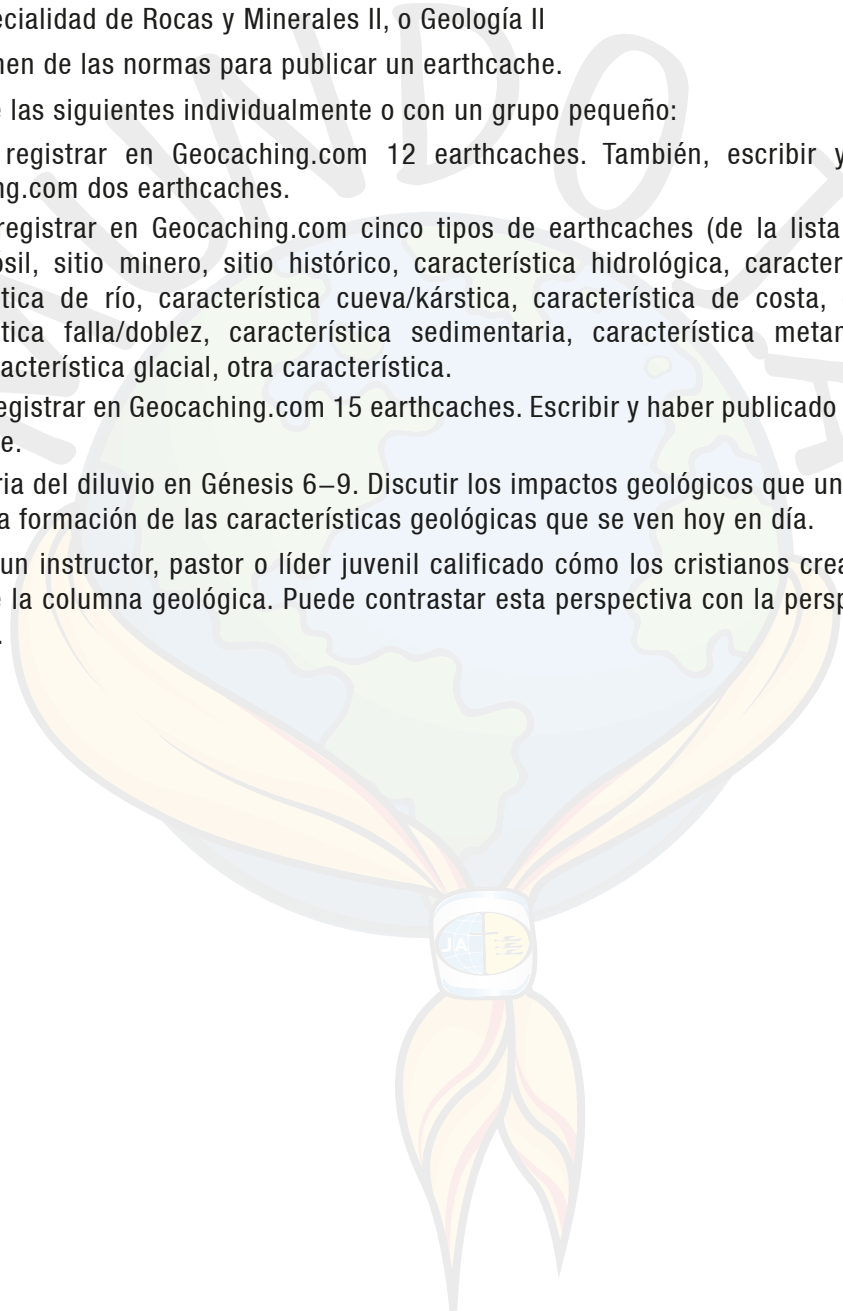 ecialidad de Rocas y Minerales II, o Geología II
nen de las normas para publicar un earthcache.
e las siguientes individualmente o con un grupo pequeño:
registrar en Geocaching.com 12 earthcaches. También, escribir y
ng.com dos earthcaches.
registrar en Geocaching.com cinco tipos de earthcaches (de la lista
ósil, sitio minero, sitio histórico, característica hidrológica, caracter
tica de río, característica cueva/kárstica, característica de costa,
tica falla/doblez, característica sedimentaria, característica metan
acterística glacial, otra característica.
egistrar en Geocaching.com 15 earthcaches. Escribir y haber publicado
e.
ria del diluvio en Génesis 6–9. Discutir los impactos geológicos que un
a formación de las características geológicas que se ven hoy en día.
un instructor, pastor o líder juvenil calificado cómo los cristianos crea
e la columna geológica. Puede contrastar esta perspectiva con la persp
.
MUNDO JA
JA